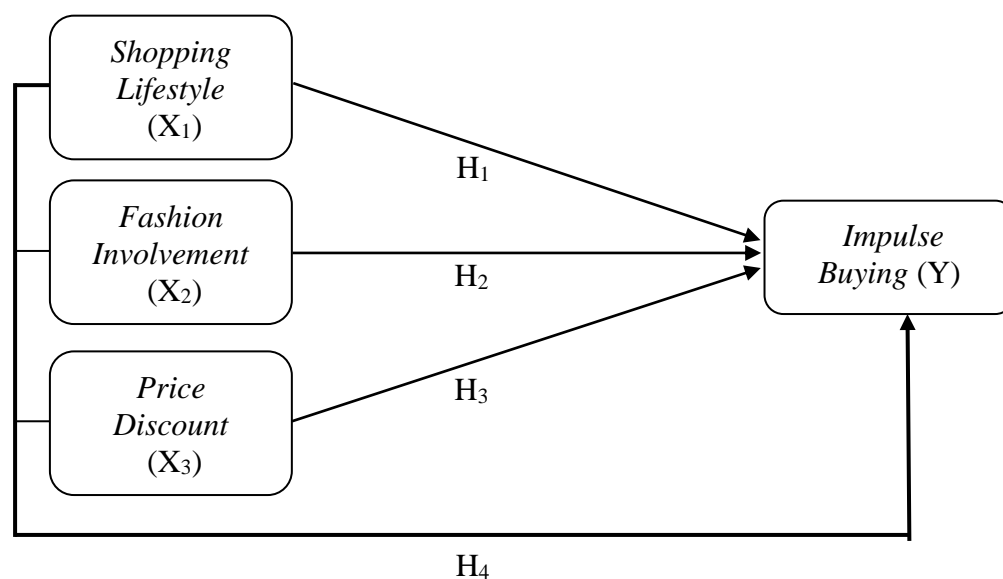 Shopping
Lifestyle
(X₁)
H₁
Fashion
Involvement
(X₂)
H₂
Impulse
Buying (Y)
Price
Discount
(X₃)
H₃
H₄